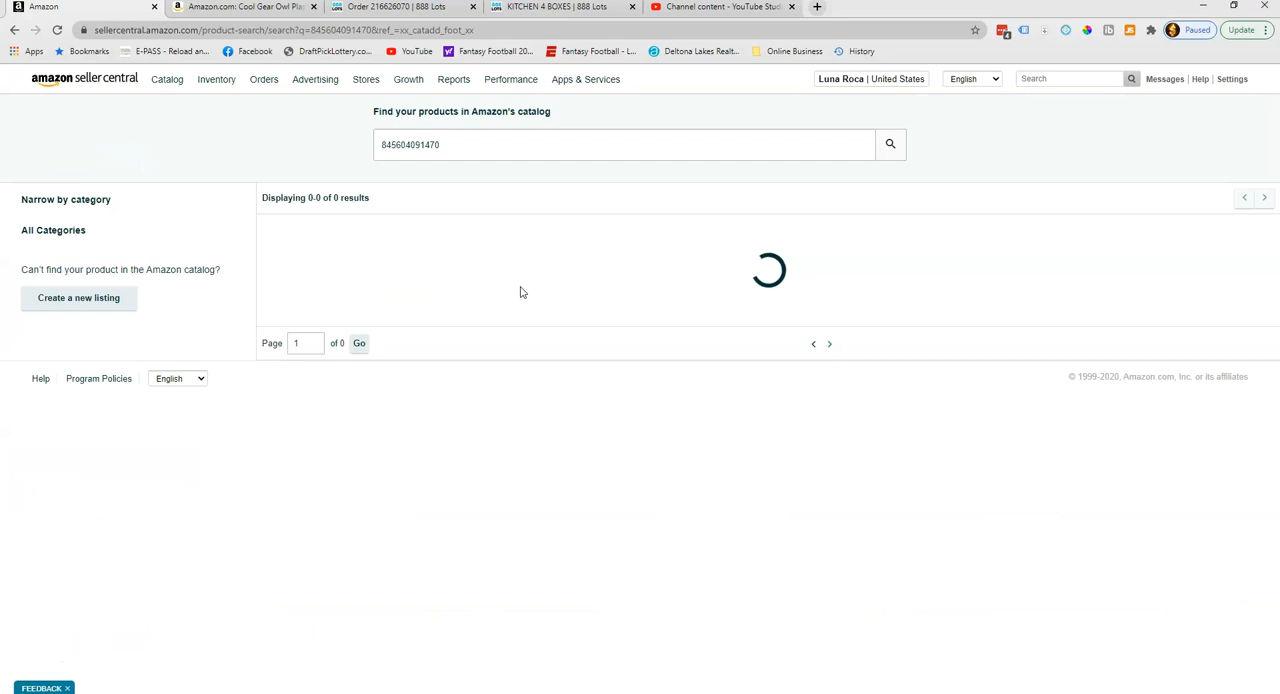 Amazon
Amazon.com: Cool Gear Owl Pla
Order 216626070 | 888 Lots
KITCHEN 4 BOXES | 888 Lots
Channel content - YouTube Stud
sellercentral.amazon.com/product-search/search?q=845604091470&ref_=xx_catadd_foot_xx
4
Paused
Update
Apps
Bookmarks
E-PASS - Reload an...
Facebook
DraftPickLottery.co...
YouTube
Fantasy Football 20...
Fantasy Football - L...
Deltona Lakes Realt...
Online Business
History
amazon seller central
Catalog
Inventory
Orders
Advertising
Stores
Growth
Reports
Performance
Apps & Services
Luna Roca | United States
English
Search
Messages | Help | Settings
Find your products in Amazon's catalog
845604091470
Narrow by category
Displaying 0-0 of 0 results
All Categories
Can't find your product in the Amazon catalog?
Create a new listing
Page 1 of 0 Go
Help
Program Policies
English
© 1999-2020, Amazon.com, Inc. or its affiliates
FEEDBACK ×